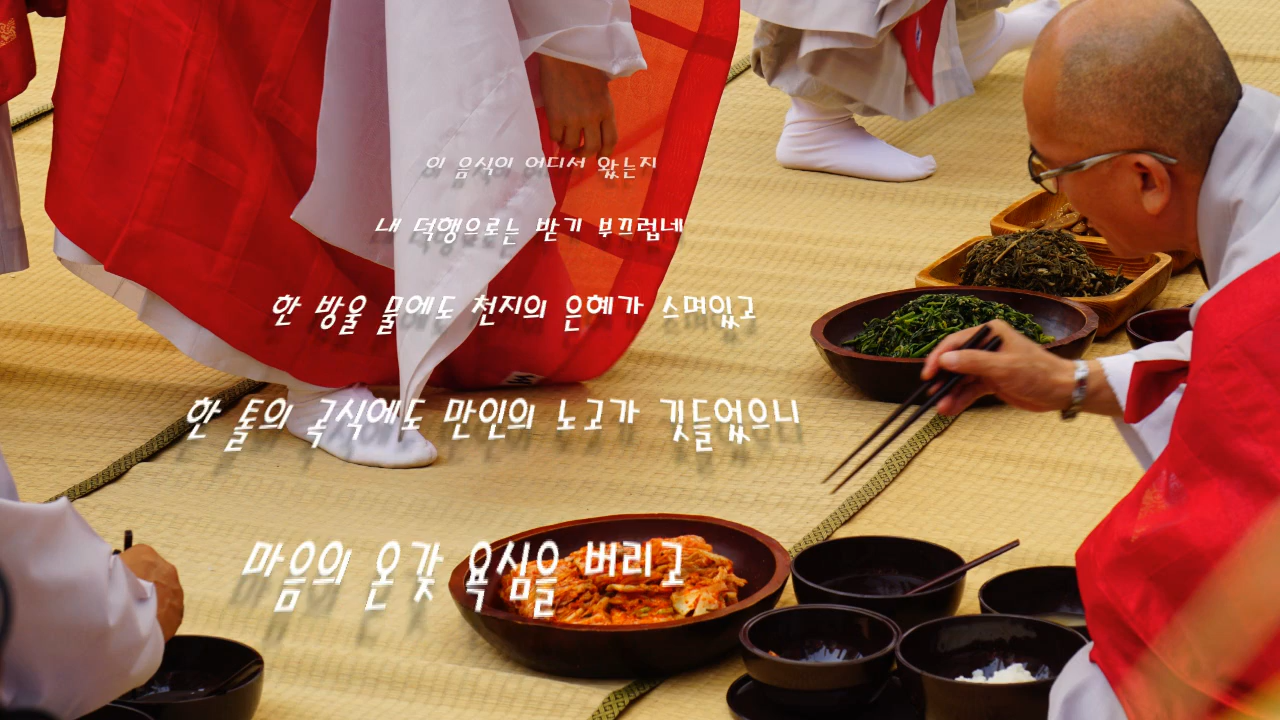 이 음식이 어디서 왔는지
내 덕행으로는 받기 부끄럽네
한 방울 물에도 천지의 은혜가 스며있고
한 톨의 곡식에도 만인의 노고가 깃들었으니
마음의 온갖 욕심을 버리고